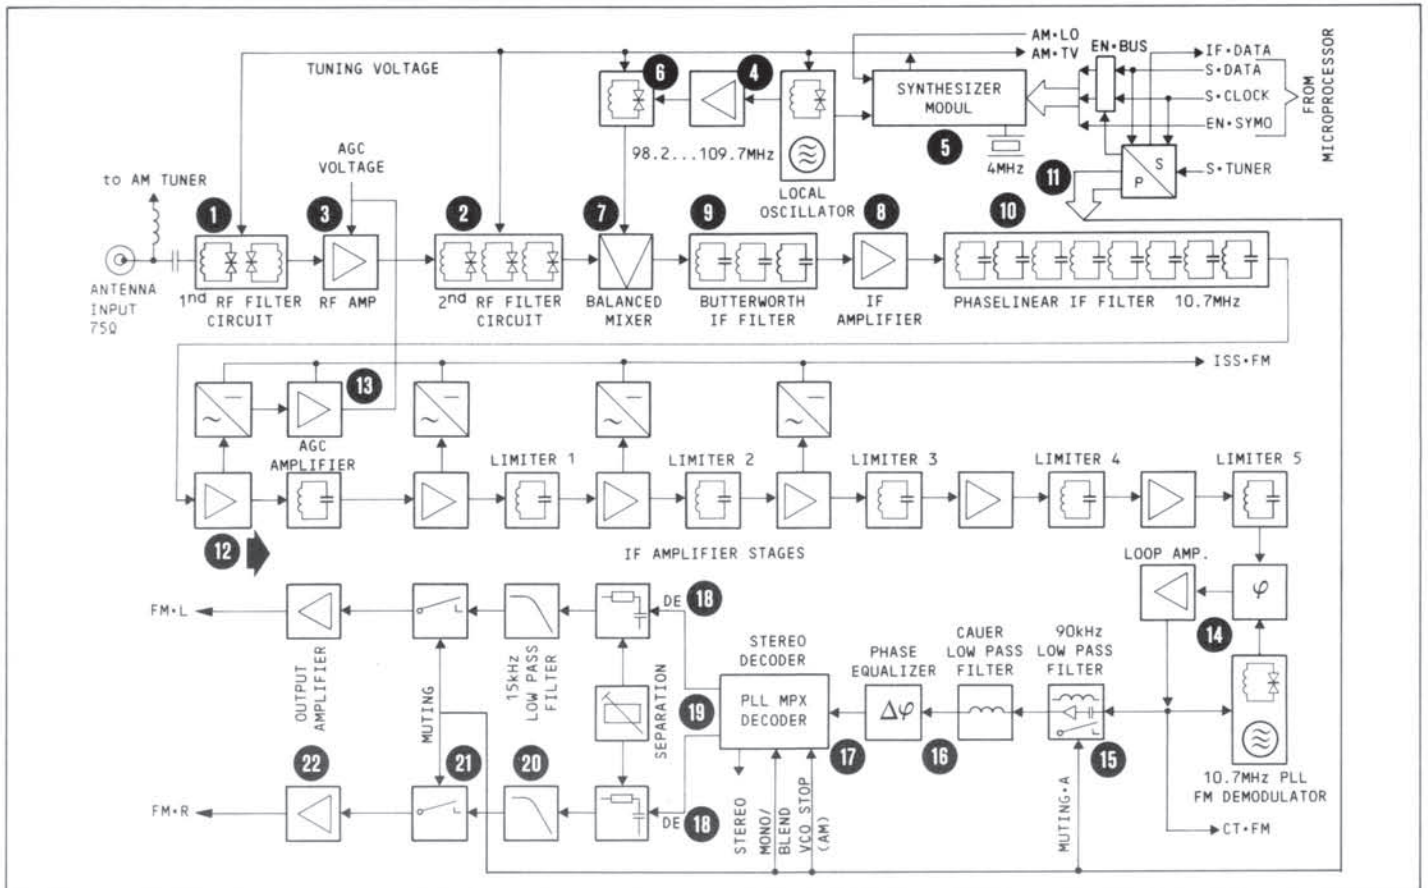 AM•LO
AM•TV
EN•BUS
IF•DATA
S•DATA
S•CLOCK
EN•SYMO
FROM
MICROPROCESSOR
TUNING VOLTAGE
6
4
SYNTHESIZER
MODUL
5
4MHz
98.2...109.7MHz
LOCAL
OSCILLATOR
11
S
P
S•TUNER
AGC
VOLTAGE
to AM TUNER
1
3
2
7
9
8
10
ANTENNA
INPUT
75Ω
1nd RF FILTER
CIRCUIT
RF AMP
2nd RF FILTER
CIRCUIT
BALANCED
MIXER
BUTTERWORTH
IF FILTER
IF
AMPLIFIER
PHASELINEAR IF FILTER 10.7MHz
ISS•FM
13
AGC
AMPLIFIER
LIMITER 1
LIMITER 2
LIMITER 3
LIMITER 4
LIMITER 5
12
IF AMPLIFIER STAGES
LOOP AMP.
φ
14
FM•L
DE
18
OUTPUT
AMPLIFIER
MUTING
15kHz
LOW PASS
FILTER
SEPARATION
19
STEREO
DECODER
PLL MPX
DECODER
PHASE
EQUALIZER
Δφ
CAUER
LOW PASS
FILTER
90kHz
LOW PASS
FILTER
17
16
15
10.7MHz PLL
FM DEMODULATOR
22
21
20
FM•R
DE
18
STEREO
MONO/
BLEND
VCO STOP
(AM)
MUTING•A
CT•FM